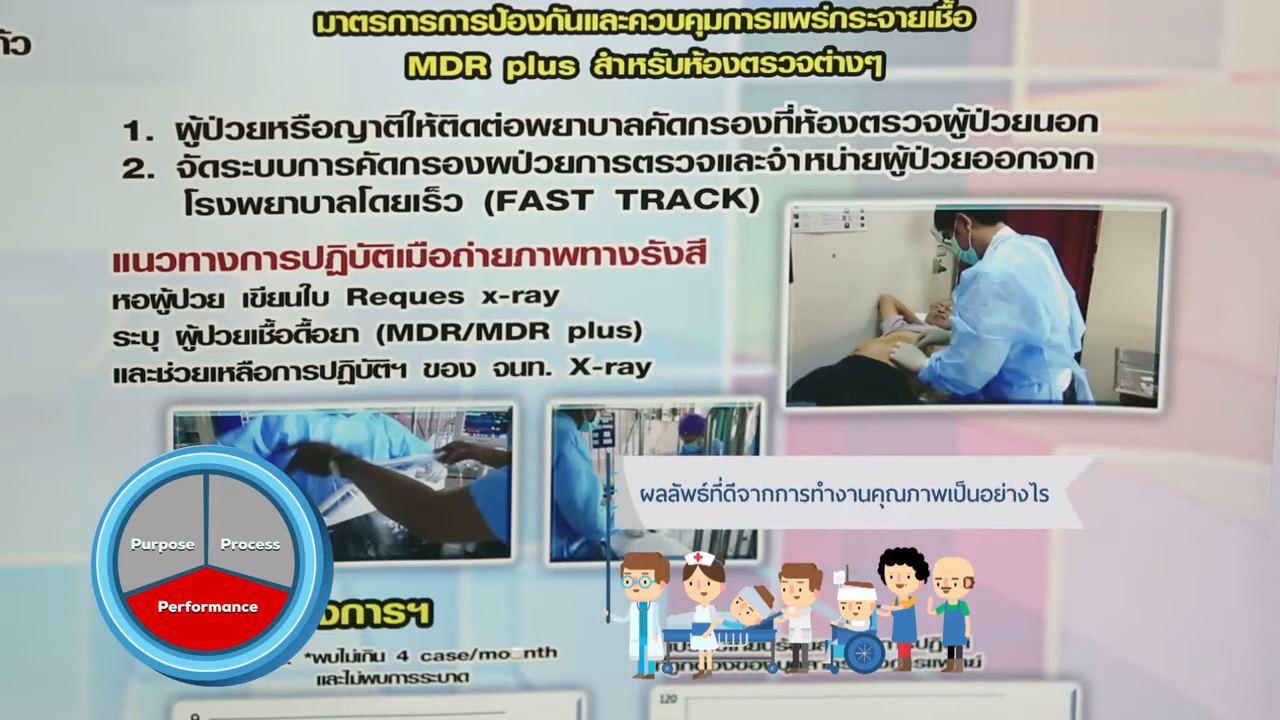 มาตรการการป้องกันและควบคุมการแพร่กระจายเชื้อ
MDR plus สำหรับห้องตรวจต่างๆ
1. ผู้ป่วยหรือญาติให้ติดต่อพยาบาลคัดกรองที่ห้องตรวจผู้ป่วยนอก
2. จัดระบบการคัดกรองผป่วยการตรวจและจำหน่ายผู้ป่วยออกจาก
โรงพยาบาลโดยเร็ว (FAST TRACK)
แนวทางการปฏิบัติเมื่อถ่ายภาพทางรังสี
หอผู้ป่วย เขียนใบ Reques x-ray
ระบุ ผู้ป่วยเชื้อดื้อยา (MDR/MDR plus)
และช่วยเหลือการปฏิบัติฯ ของ จนท. X-ray
ผลลัพธ์ที่ดีจากการทำงานคุณภาพเป็นอย่างไร
Purpose
Process
Performance
*พบไม่เกิน 4 case/mo nth
และไม่พบการระบาด
9
120